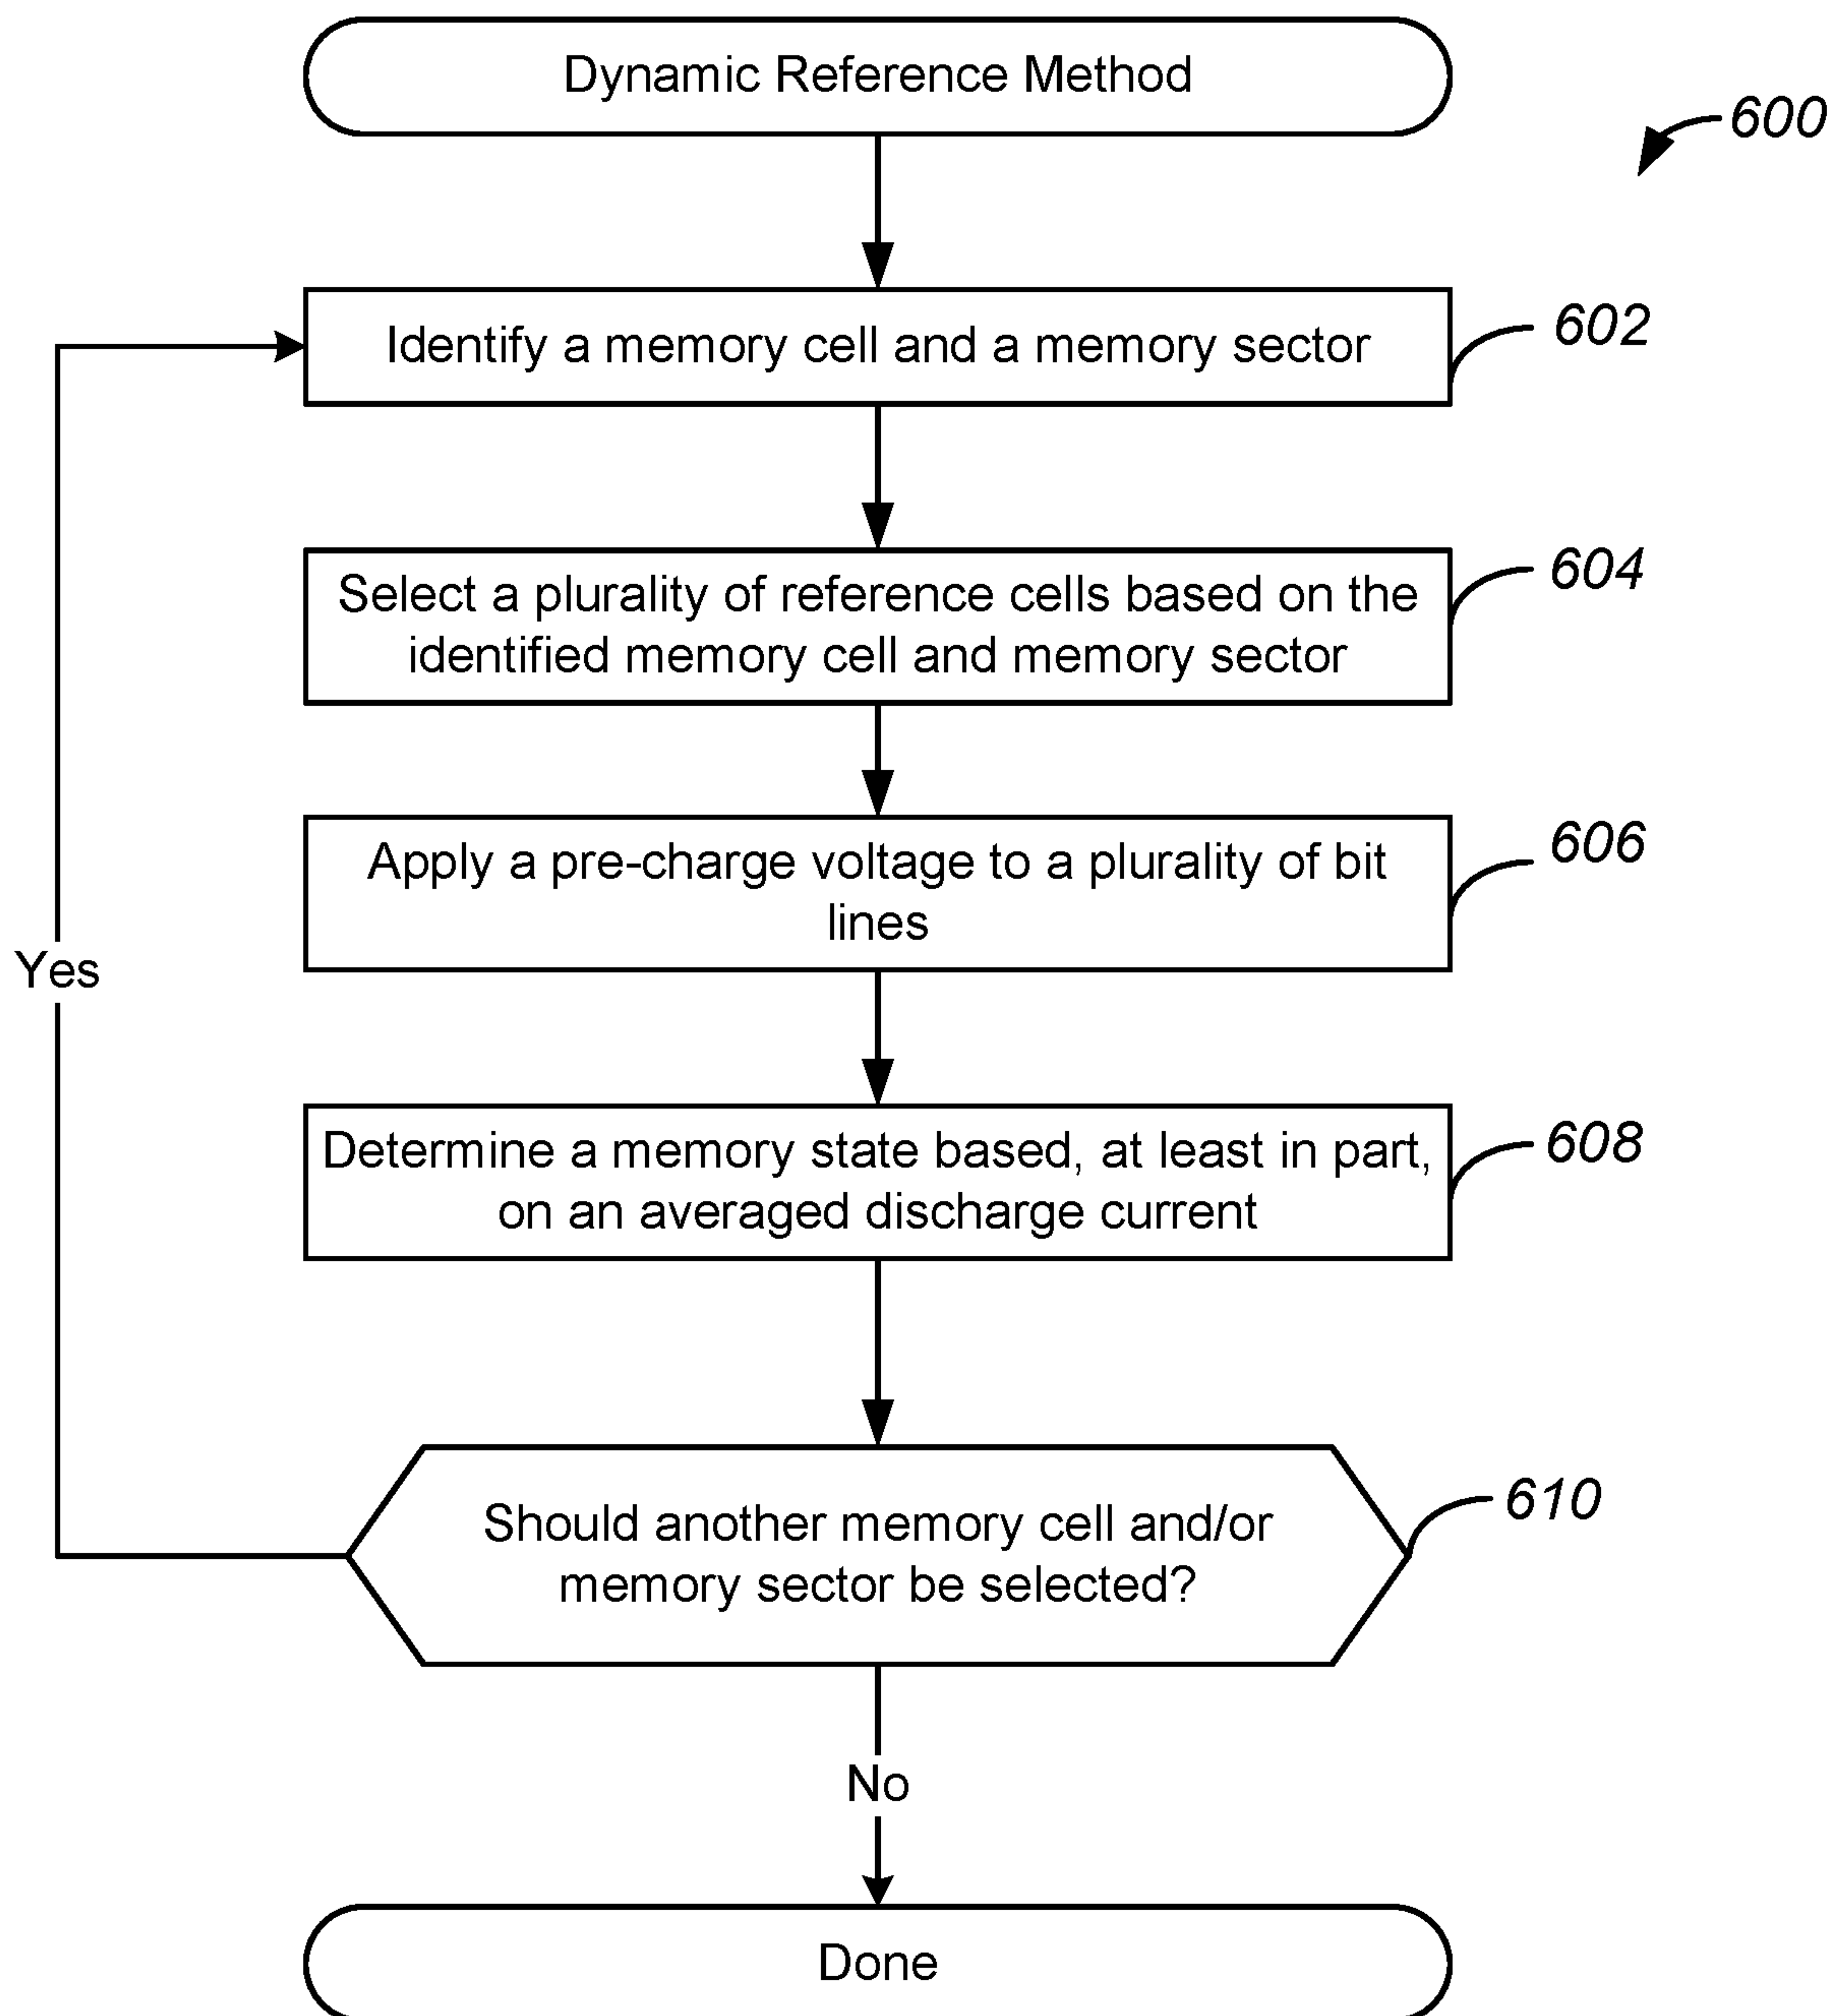 Dynamic Reference Method
600
Identify a memory cell and a memory sector
602
Select a plurality of reference cells based on the
identified memory cell and memory sector
604
Apply a pre-charge voltage to a plurality of bit
lines
606
Yes
Determine a memory state based, at least in part,
on an averaged discharge current
608
Should another memory cell and/or
memory sector be selected?
610
No
Done